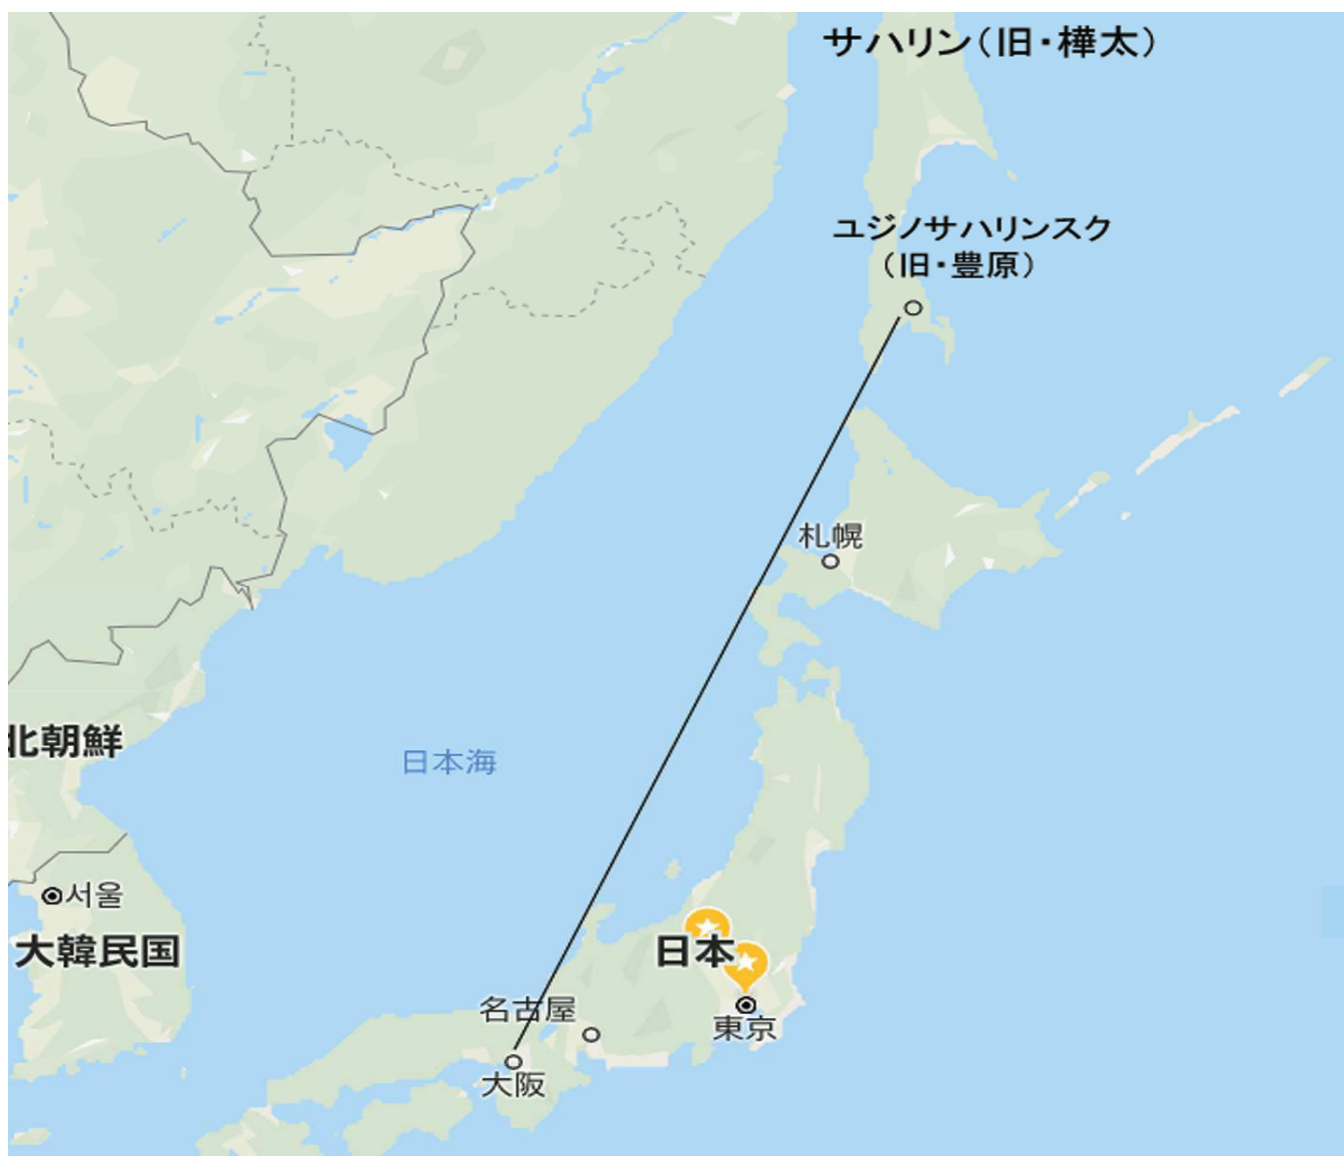 サハリン（旧・樺太）
ユジノサハリンスク
（旧・豊原）
札幌
北朝鮮
日本海
서울
大韓民国
日本
名古屋
東京
大阪